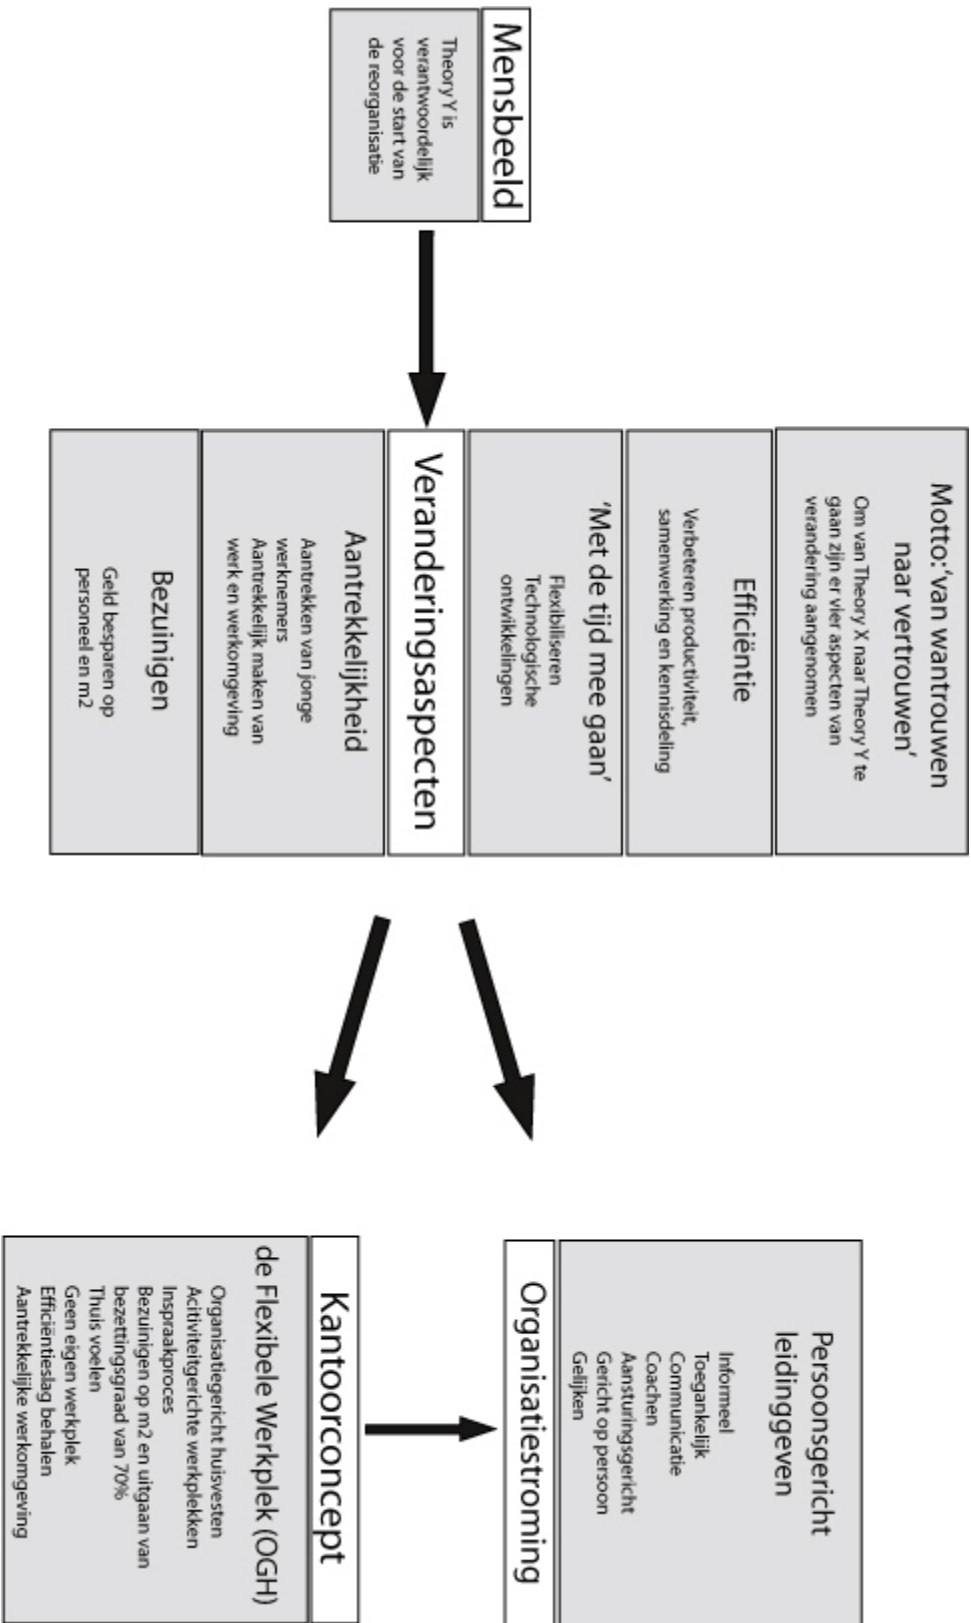 Mensbeeld
Theory Y is
verantwoordelijk
voor de start van
de reorganisatie
Motto:‘van wantrouwen
naar vertrouwen’
Om van Theory X naar Theory Y te
gaan zijn er vier aspecten van
verandering aangenomen
Efficiëntie
Verbeteren productiviteit,
samenwerking en kennisdeling
‘Met de tijd mee gaan’
Flexibiliseren
Technologische
ontwikkelingen
Veranderingsaspecten
Aantrekkelijkheid
Aantrekken van jonge
werknemers
Aantrekkelijk maken van
werk en werkomgeving
Bezuinigen
Geld besparen op
personeel en m2
Persoonsgericht
leidinggeven
Informeel
Toegankelijk
Communicatie
Coachen
Aansturingsgericht
Gericht op persoon
Gelijken
Organisatiestroming
Kantoorconcept
de Flexibele Werkplek (OGH)
Organisatiegericht huisvesten
Acitiviteitgerichte werkplekken
Inspraakproces
Bezuinigen op m2 en uitgaan van
bezettingsgraad van 70%
Thuis voelen
Geen eigen werkplek
Efficiëntieslag behalen
Aantrekkelijke werkomgeving